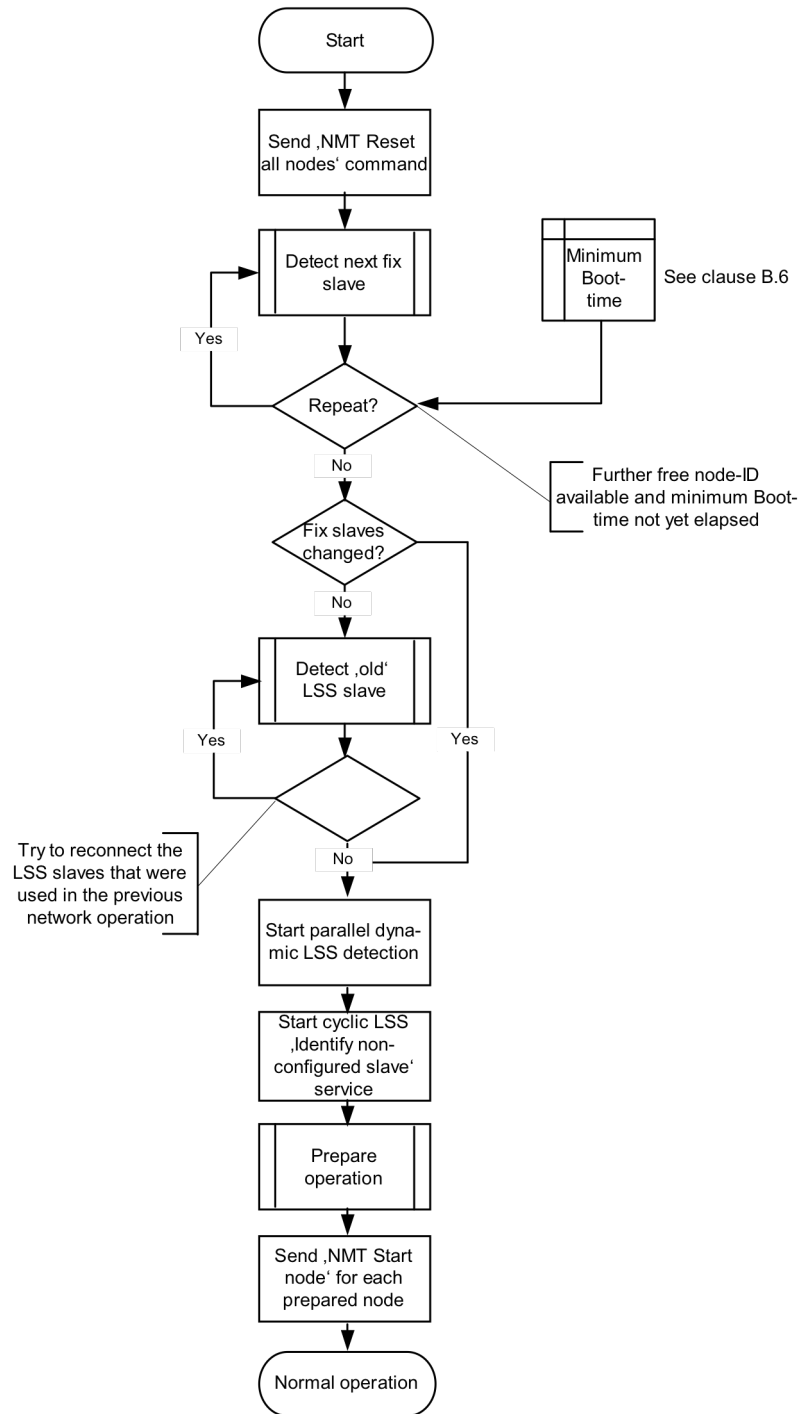 Start
Send ‚NMT Reset
all nodes‘ command
Detect next fix
slave
Minimum
Boot-
time
See clause B.6
Yes
Repeat?
No
Further free node-ID
available and minimum Boot-
time not yet elapsed
Fix slaves
changed?
No
Detect ‚old‘
LSS slave
Yes
Yes
Try to reconnect the
LSS slaves that were
used in the previous
network operation
No
Start parallel dyna-
mic LSS detection
Start cyclic LSS
‚Identify non-
configured slave‘
service
Prepare
operation
Send ‚NMT Start
node‘ for each
prepared node
Normal operation